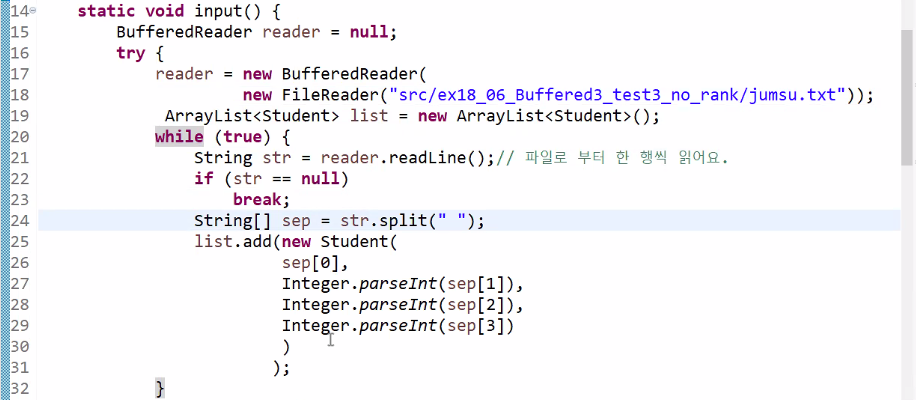 14 static void input() {
15 BufferedReader reader = null;
16 try {
17 reader = new BufferedReader(
18 new FileReader("src/ex18_06_Buffered3_test3_no_rank/jumsu.txt"));
19 ArrayList<Student> list = new ArrayList<Student>();
20 while (true) {
21 String str = reader.readLine();// 파일로 부터 한 행씩 읽어요.
22 if (str == null)
23 break;
24 String[] sep = str.split(" ");
25 list.add(new Student(
26 sep[0],
27 Integer.parseInt(sep[1]),
28 Integer.parseInt(sep[2]),
29 Integer.parseInt(sep[3])
30 )
31 );
32 }